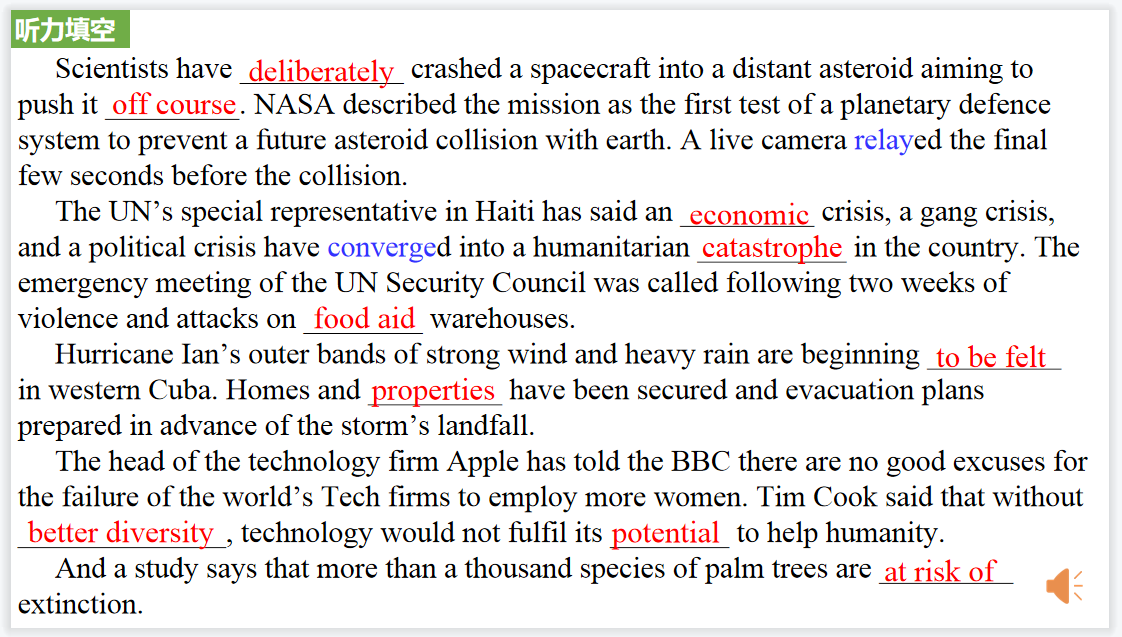 听力填空
Scientists have deliberately crashed a spacecraft into a distant asteroid aiming to
push it off course. NASA described the mission as the first test of a planetary defence
system to prevent a future asteroid collision with earth. A live camera relayed the final
few seconds before the collision.
The UN’s special representative in Haiti has said an economic crisis, a gang crisis,
and a political crisis have converged into a humanitarian catastrophe in the country. The
emergency meeting of the UN Security Council was called following two weeks of
violence and attacks on food aid warehouses.
Hurricane Ian’s outer bands of strong wind and heavy rain are beginning to be felt
in western Cuba. Homes and properties have been secured and evacuation plans
prepared in advance of the storm’s landfall.
The head of the technology firm Apple has told the BBC there are no good excuses for
the failure of the world’s Tech firms to employ more women. Tim Cook said that without
better diversity, technology would not fulfil its potential to help humanity.
And a study says that more than a thousand species of palm trees are at risk of
extinction.